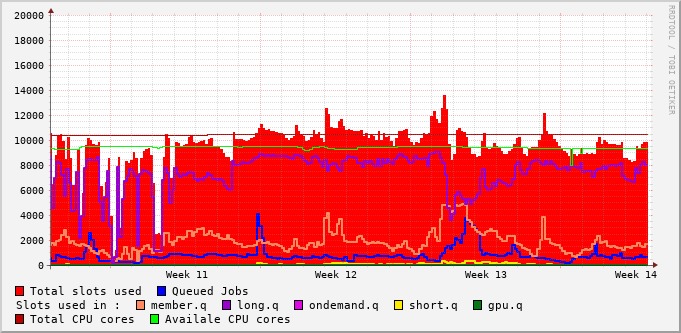 20000
18000
16000
14000
12000
10000
8000
6000
4000
2000
0
Week 11 Week 12 Week 13 Week 14
Total slots used Queued Jobs
Slots used in : member.q long.q ondemand.q short.q gpu.q
Total CPU cores Availale CPU cores
RRDTOOL / TOBI OETIKER